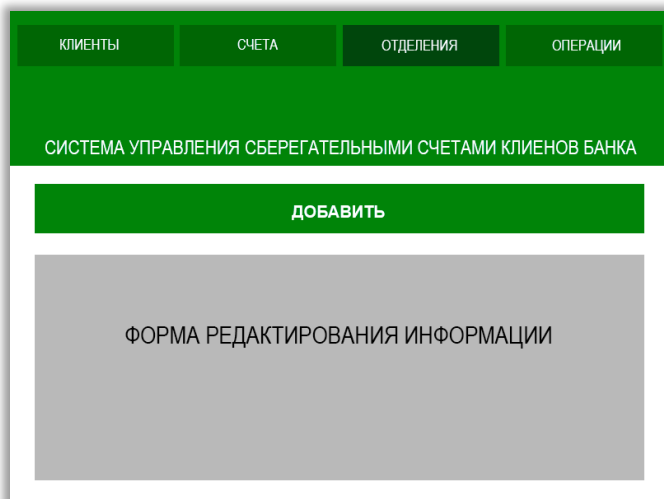 КЛИЕНТЫ СЧЕТА ОТДЕЛЕНИЯ ОПЕРАЦИИ
СИСТЕМА УПРАВЛЕНИЯ СБЕРЕГАТЕЛЬНЫМИ СЧЕТАМИ КЛИЕНОВ БАНКА
ДОБАВИТЬ
ФОРМА РЕДАКТИРОВАНИЯ ИНФОРМАЦИИ